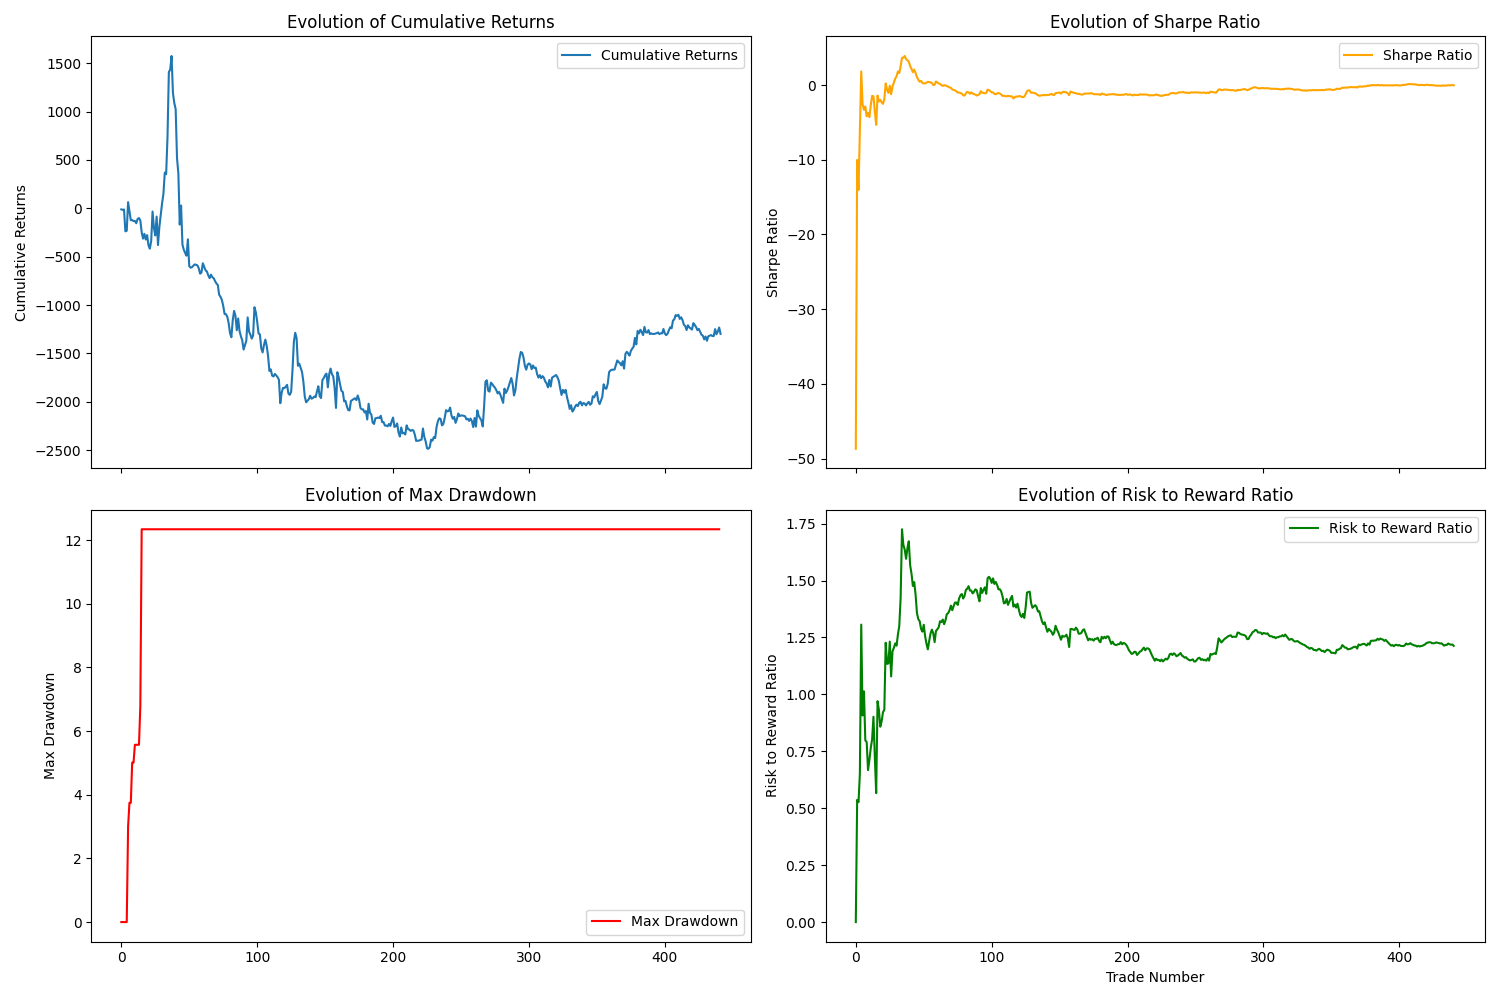 Evolution of Cumulative Returns
Cumulative Returns
1500
1000
500
0
−500
−1000
−1500
−2000
−2500
Cumulative Returns
Evolution of Sharpe Ratio
Sharpe Ratio
0
−10
−20
−30
−40
−50
Sharpe Ratio
Evolution of Max Drawdown
12
10
8
6
4
2
0
Max Drawdown
Max Drawdown
0 100 200 300 400
Evolution of Risk to Reward Ratio
Risk to Reward Ratio
1.75
1.50
1.25
1.00
0.75
0.50
0.25
0.00
Risk to Reward Ratio
0 100 200 300 400
Trade Number